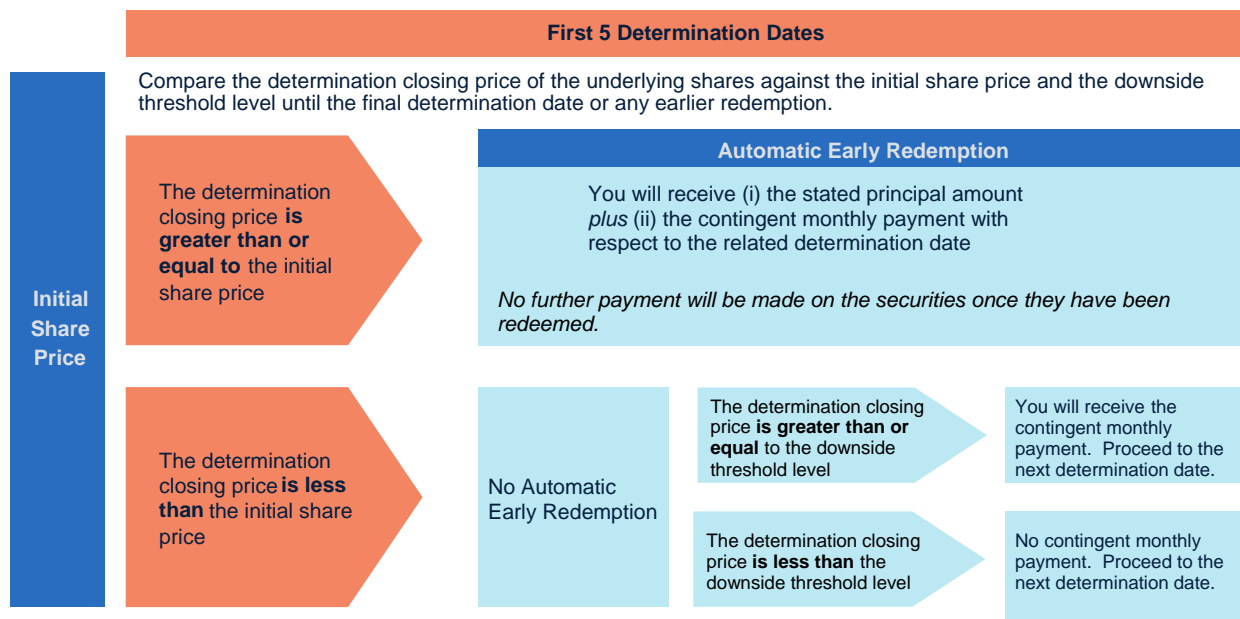 First 5 Determination Dates
Compare the determination closing price of the underlying shares against the initial share price and the downside
threshold level until the final determination date or any earlier redemption.
Initial
Share
Price
The determination
closing price is
greater than or
equal to the initial
share price
Automatic Early Redemption
You will receive (i) the stated principal amount
plus (ii) the contingent monthly payment with
respect to the related determination date
No further payment will be made on the securities once they have been
redeemed.
The determination
closing price is less
than the initial share
price
No Automatic
Early Redemption
The determination closing
price is greater than or
equal to the downside
threshold level
You will receive the
contingent monthly
payment.  Proceed to the
next determination date.
The determination closing
price is less than the
downside threshold level
No contingent monthly
payment.  Proceed to the
next determination date.